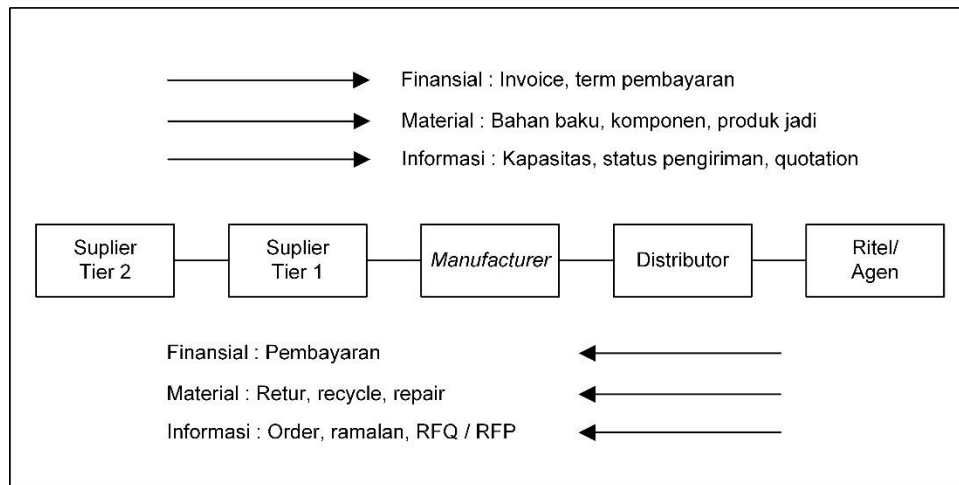 Finansial : Invoice, term pembayaran
Material : Bahan baku, komponen, produk jadi
Informasi : Kapasitas, status pengiriman, quotation
Suplier
Tier 2
Suplier
Tier 1
Manufacturer
Distributor
Ritel/
Agen
Finansial : Pembayaran
Material : Retur, recycle, repair
Informasi : Order, ramalan, RFQ / RFP